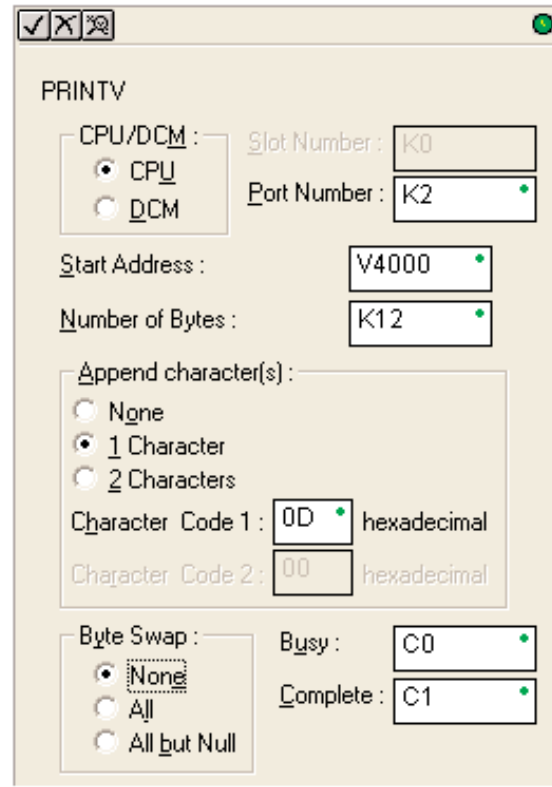 PRINTV
CPU/DCM :
CPU
DCM
Slot Number : K0
Port Number : K2
Start Address : V4000
Number of Bytes : K12
Append character(s) :
None
1 Character
2 Characters
Character Code 1 : 0D hexadecimal
Character Code 2 : 00 hexadecimal
Byte Swap :
None
All
All but Null
Busy : C0
Complete : C1